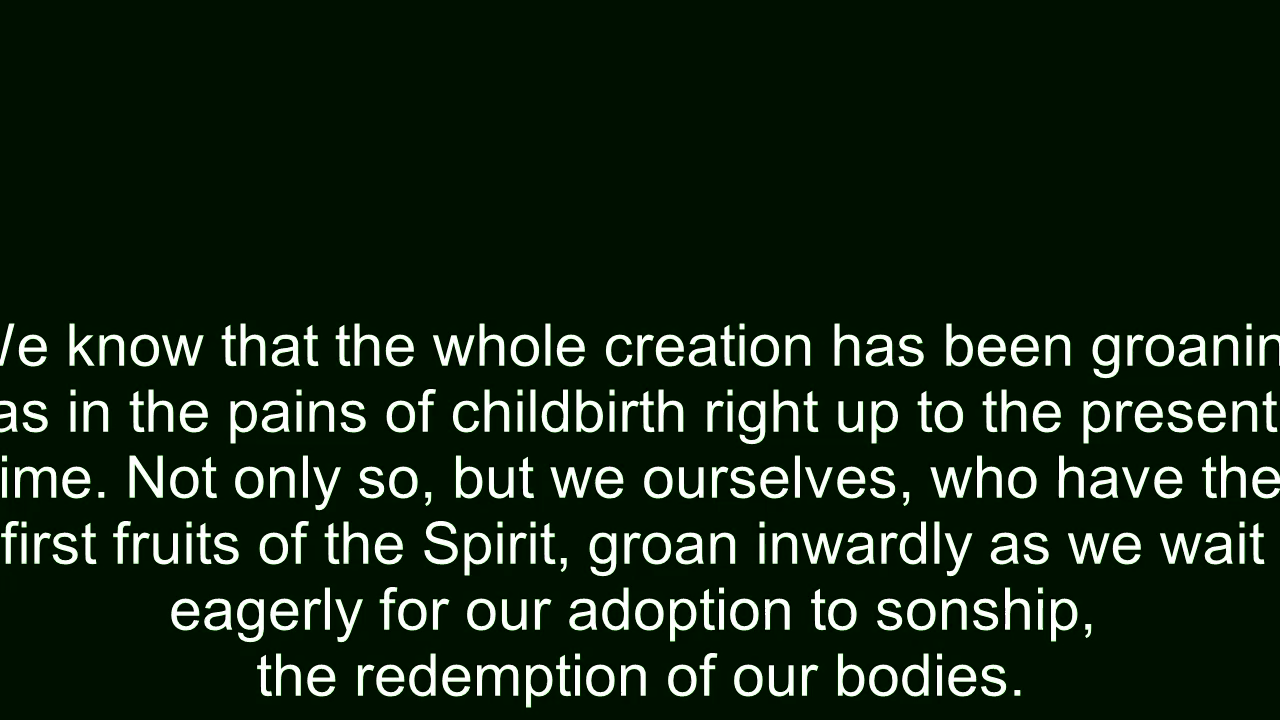 We know that the whole creation has been groanin
as in the pains of childbirth right up to the present
ime. Not only so, but we ourselves, who have the
first fruits of the Spirit, groan inwardly as we wait
eagerly for our adoption to sonship,
the redemption of our bodies.